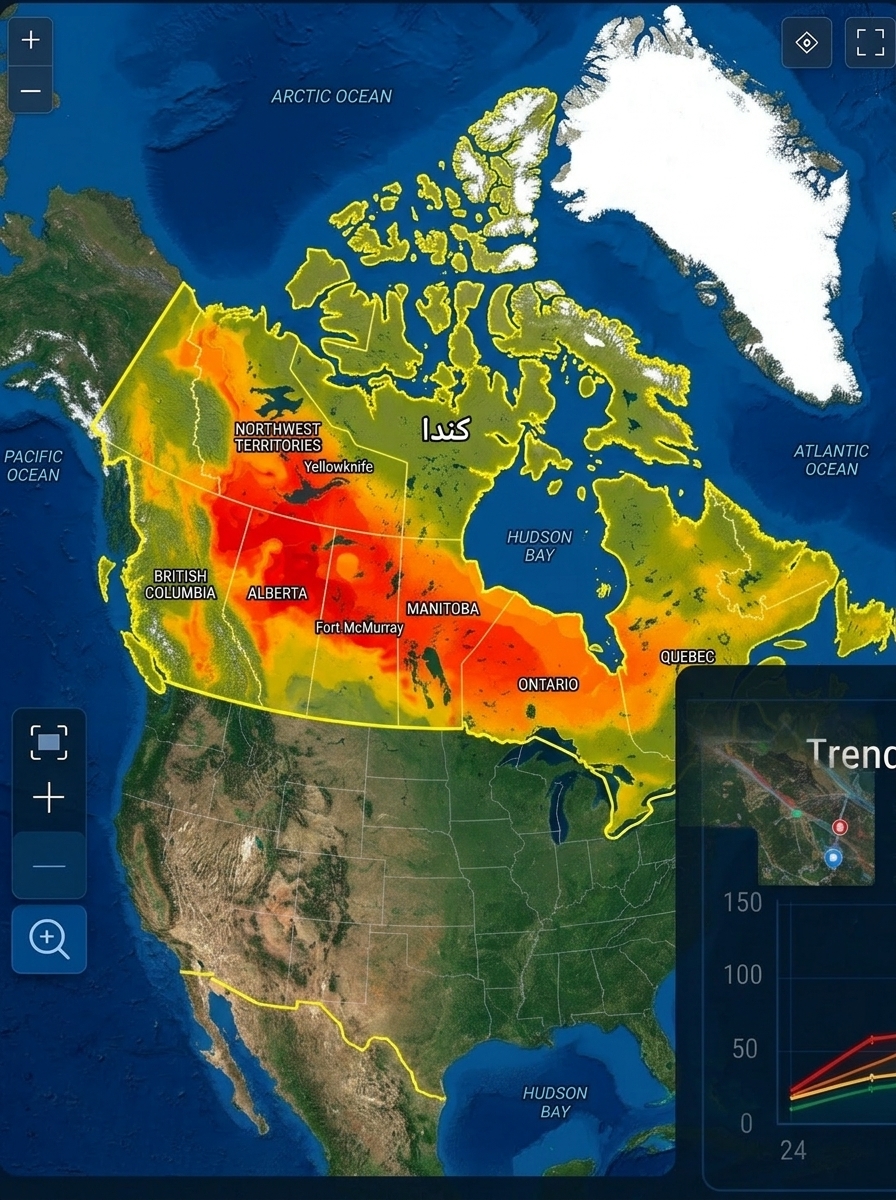 +
−
ARCTIC OCEAN
NORTHWEST
TERRITORIES
کندا
Yellowknife
PACIFIC
OCEAN
ATLANTIC
OCEAN
HUDSON
BAY
BRITISH
COLUMBIA
ALBERTA
MANITOBA
Fort McMurray
QUEBEC
ONTARIO
+
−
Trend
150
100
50
0
24
HUDSON
BAY